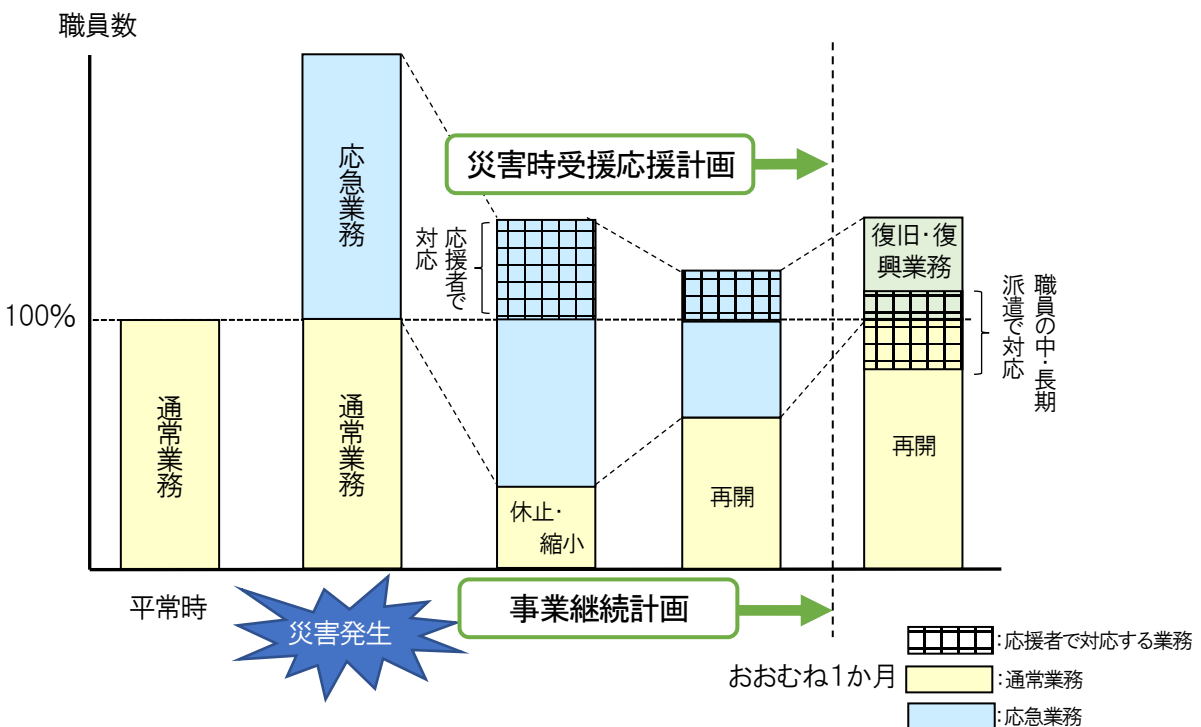 職員数
災害時受援応援計画
応急業務
応援者で
対応
復旧・復
興業務
職員の中・長期
派遣で対応
100%
通常業務
通常業務
休止・
縮小
再開
再開
平常時
災害発生
事業継続計画
おおむね1か月
:応援者で対応する業務
:通常業務
:応急業務